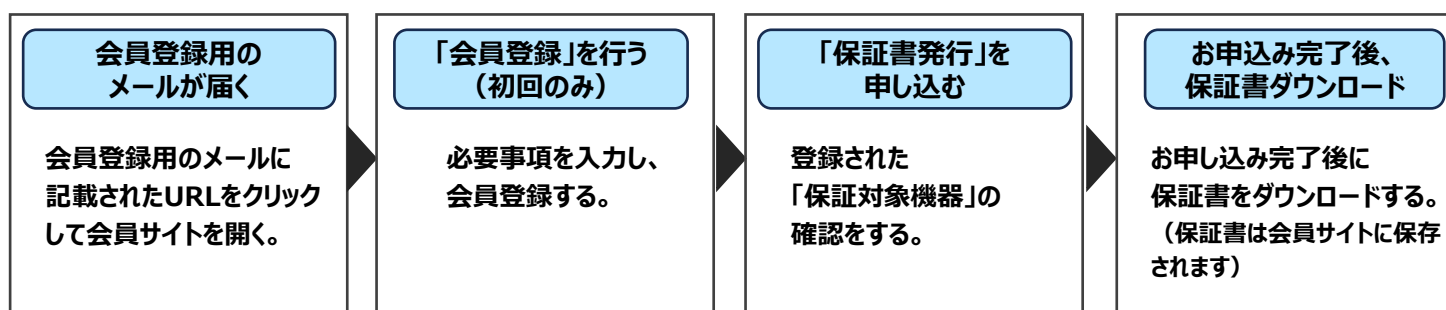 会員登録用の
メールが届く
会員登録用のメールに
記載されたURLをクリック
して会員サイトを開く。
「会員登録」を行う
（初回のみ）
必要事項を入力し、
会員登録する。
「保証書発行」を
申し込む
登録された
「保証対象機器」の
確認をする。
お申込み完了後、
保証書ダウンロード
お申し込み完了後に
保証書をダウンロードする。
（保証書は会員サイトに保存
されます）